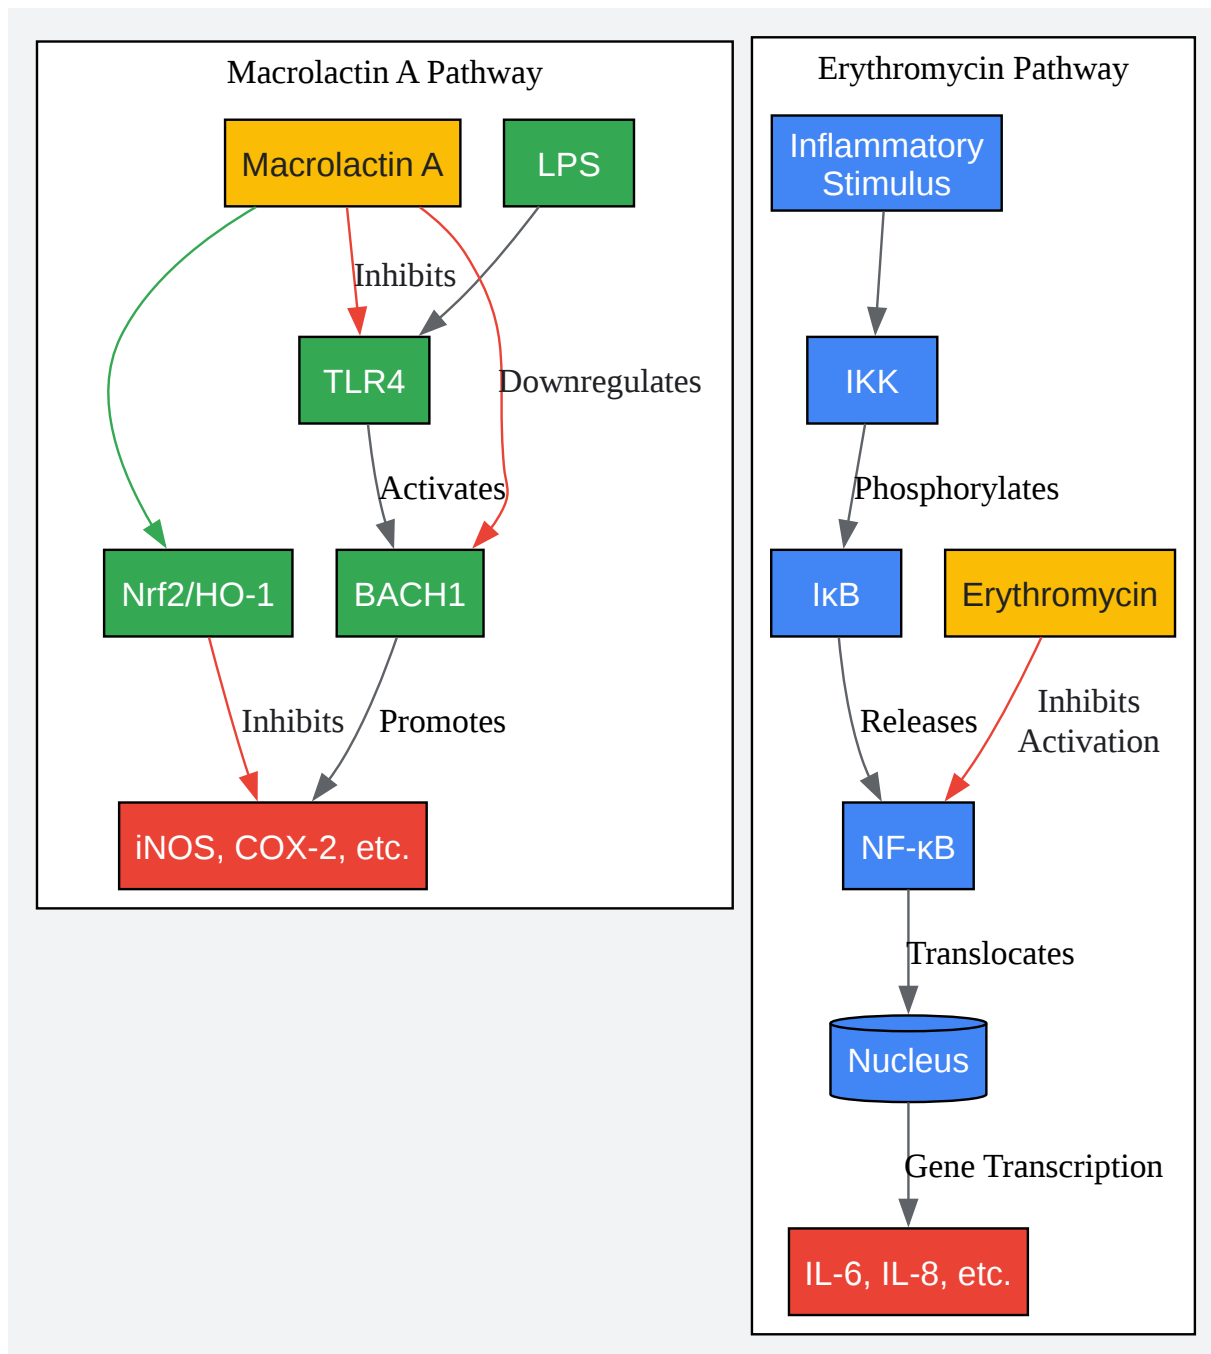 Macrolactin A Pathway
Macrolactin A
LPS
Inhibits
TLR4
Downregulates
Activates
Nrf2/HO-1
BACH1
Inhibits
Promotes
iNOS, COX-2, etc.
Erythromycin Pathway
Inflammatory
Stimulus
IKK
Phosphorylates
IκB
Erythromycin
Releases
Inhibits
Activation
NF-κB
Translocates
Nucleus
Gene Transcription
IL-6, IL-8, etc.